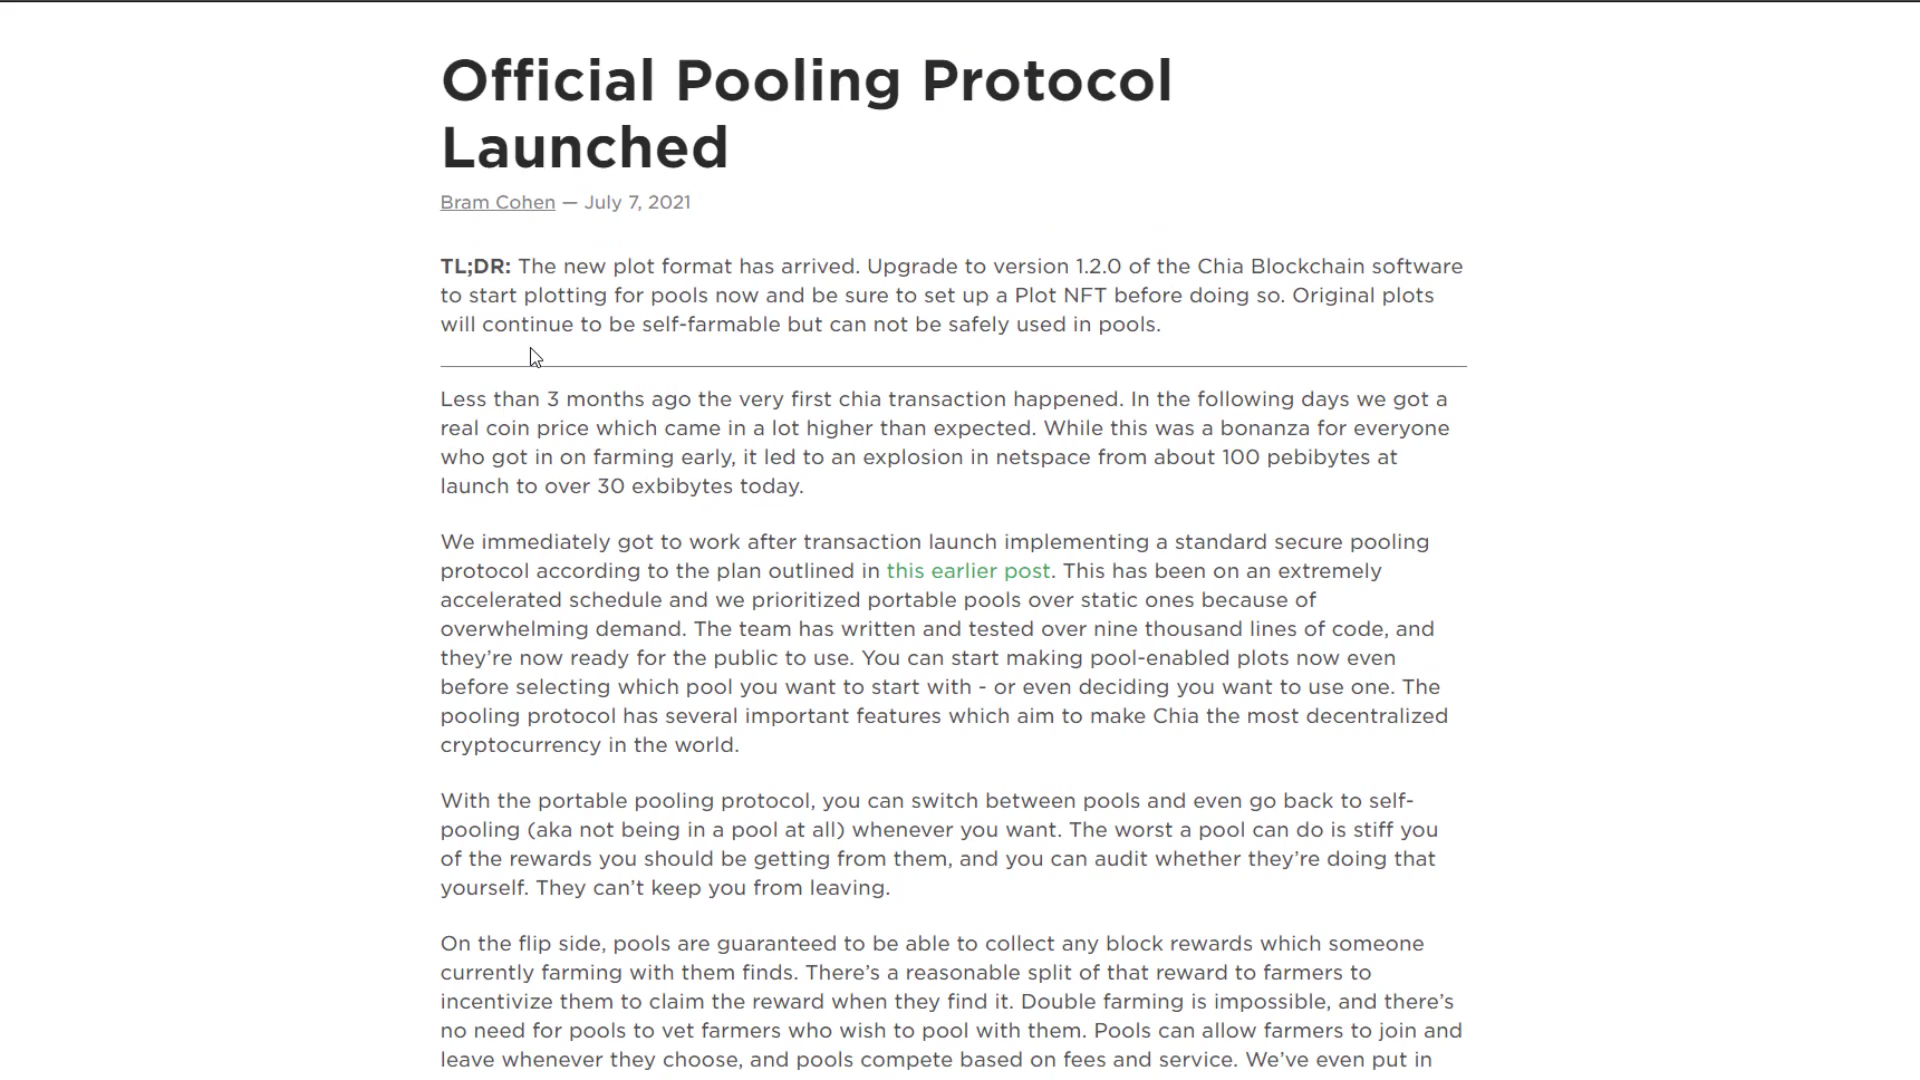 Official Pooling Protocol
Launched
Bram Cohen — July 7, 2021
TL;DR: The new plot format has arrived. Upgrade to version 1.2.0 of the Chia Blockchain software
to start plotting for pools now and be sure to set up a Plot NFT before doing so. Original plots
will continue to be self-farmable but can not be safely used in pools.
Less than 3 months ago the very first chia transaction happened. In the following days we got a
real coin price which came in a lot higher than expected. While this was a bonanza for everyone
who got in on farming early, it led to an explosion in netspace from about 100 pebibytes at
launch to over 30 exbibytes today.
We immediately got to work after transaction launch implementing a standard secure pooling
protocol according to the plan outlined in this earlier post. This has been on an extremely
accelerated schedule and we prioritized portable pools over static ones because of
overwhelming demand. The team has written and tested over nine thousand lines of code, and
they’re now ready for the public to use. You can start making pool-enabled plots now even
before selecting which pool you want to start with - or even deciding you want to use one. The
pooling protocol has several important features which aim to make Chia the most decentralized
cryptocurrency in the world.
With the portable pooling protocol, you can switch between pools and even go back to self-
pooling (aka not being in a pool at all) whenever you want. The worst a pool can do is stiff you
of the rewards you should be getting from them, and you can audit whether they’re doing that
yourself. They can’t keep you from leaving.
On the flip side, pools are guaranteed to be able to collect any block rewards which someone
currently farming with them finds. There’s a reasonable split of that reward to farmers to
incentivize them to claim the reward when they find it. Double farming is impossible, and there’s
no need for pools to vet farmers who wish to pool with them. Pools can allow farmers to join and
leave whenever they choose, and pools compete based on fees and service. We’ve even put in